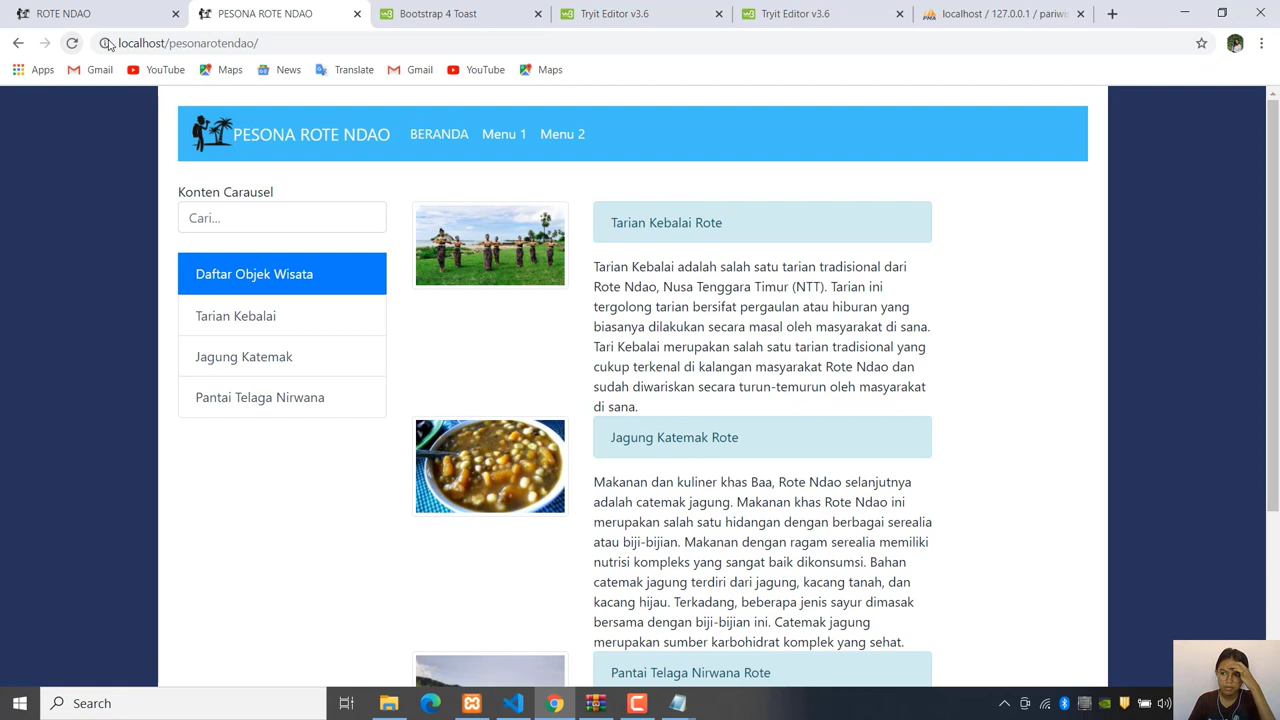 ROTE NDAO
PESONA ROTE NDAO
Bootstrap 4 Toast
Tryit Editor v3.6
Tryit Editor v3.6
localhost / 127.0.0.1 / pariwis
localhost/pesonarotendao/
Apps
Gmail
YouTube
Maps
News
Translate
Gmail
YouTube
Maps
PESONA ROTE NDAO
BERANDA
Menu 1
Menu 2
Konten Carausel
Cari...
Daftar Objek Wisata
Tarian Kebalai
Jagung Katemak
Pantai Telaga Nirwana
Tarian Kebalai Rote
Tarian Kebalai adalah salah satu tarian tradisional dari
Rote Ndao, Nusa Tenggara Timur (NTT). Tarian ini
tergolong tarian bersifat pergaulan atau hiburan yang
biasanya dilakukan secara masal oleh masyarakat di sana.
Tari Kebalai merupakan salah satu tarian tradisional yang
cukup terkenal di kalangan masyarakat Rote Ndao dan
sudah diwariskan secara turun-temurun oleh masyarakat
di sana.
Jagung Katemak Rote
Makanan dan kuliner khas Baa, Rote Ndao selanjutnya
adalah catemak jagung. Makanan khas Rote Ndao ini
merupakan salah satu hidangan dengan berbagai serealia
atau biji-bijian. Makanan dengan ragam serealia memiliki
nutrisi kompleks yang sangat baik dikonsumsi. Bahan
catemak jagung terdiri dari jagung, kacang tanah, dan
kacang hijau. Terkadang, beberapa jenis sayur dimasak
bersama dengan biji-bijian ini. Catemak jagung
merupakan sumber karbohidrat komplek yang sehat.
Pantai Telaga Nirwana Rote
Search